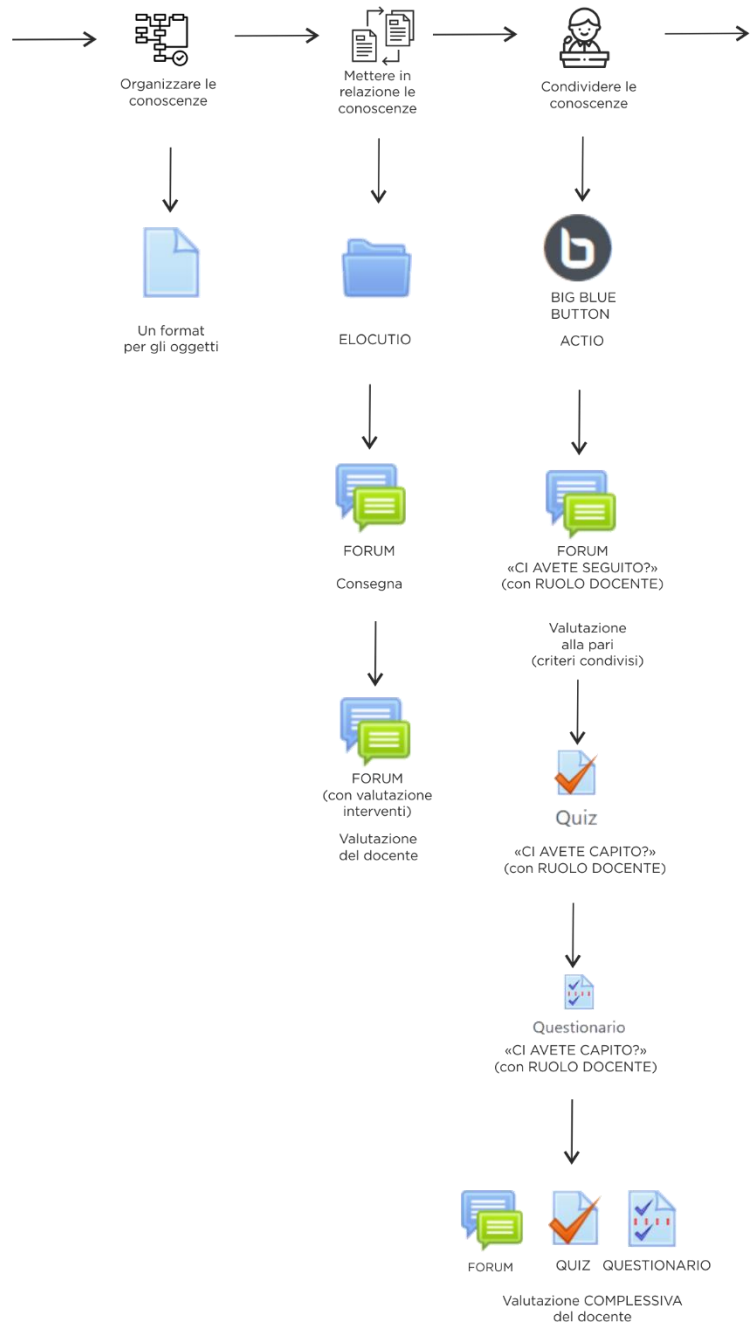 Organizzare le
conoscenze
Mettere in
relazione le
conoscenze
Condividere le
conoscenze
Un format
per gli oggetti
ELOCUTIO
FORUM
Consegna
FORUM
(con valutazione
interventi)
Valutazione
del docente
BIG BLUE
BUTTON
ACTIO
FORUM
«CI AVETE SEGUITO?»
(con RUOLO DOCENTE)
Valutazione
alla pari
(criteri condivisi)
Quiz
«CI AVETE CAPITO?»
(con RUOLO DOCENTE)
Questionario
«CI AVETE CAPITO?»
(con RUOLO DOCENTE)
FORUM
QUIZ
QUESTIONARIO
Valutazione COMPLESSIVA
del docente